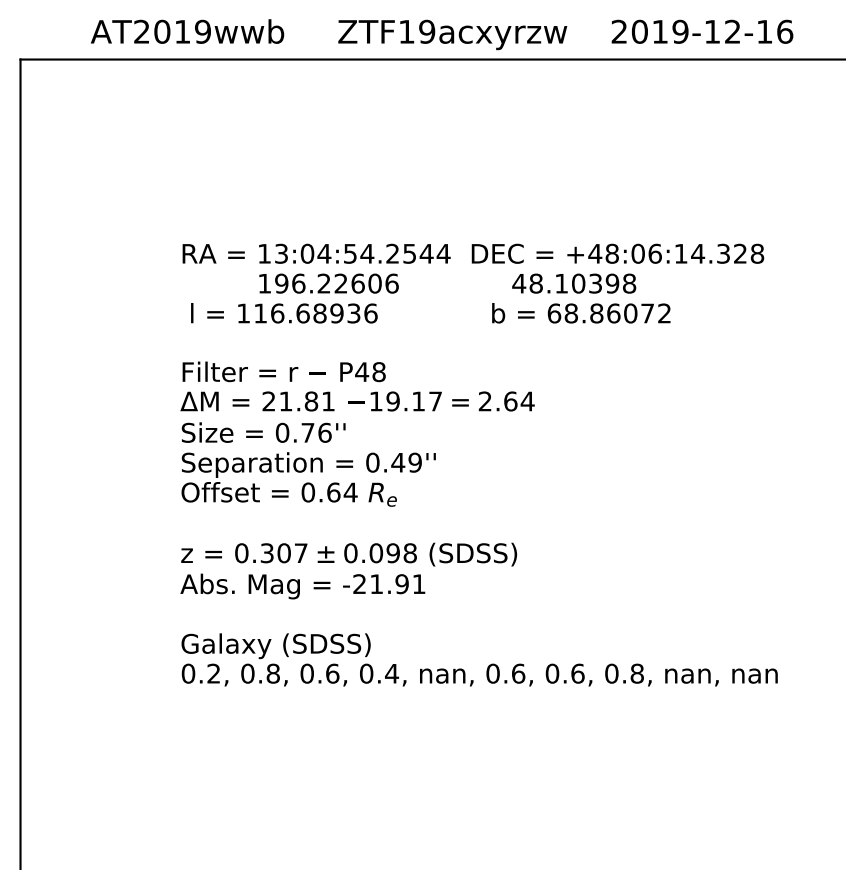 AT2019wwb ZTF19acxyrzw 2019-12-16
RA = 13:04:54.2544 DEC = +48:06:14.328
196.22606 48.10398
l = 116.68936 b = 68.86072
Filter = r − P48
ΔM = 21.81 −19.17 = 2.64
Size = 0.76''
Separation = 0.49''
Offset = 0.64 Rₑ
z = 0.307 ± 0.098 (SDSS)
Abs. Mag = -21.91
Galaxy (SDSS)
0.2, 0.8, 0.6, 0.4, nan, 0.6, 0.6, 0.8, nan, nan